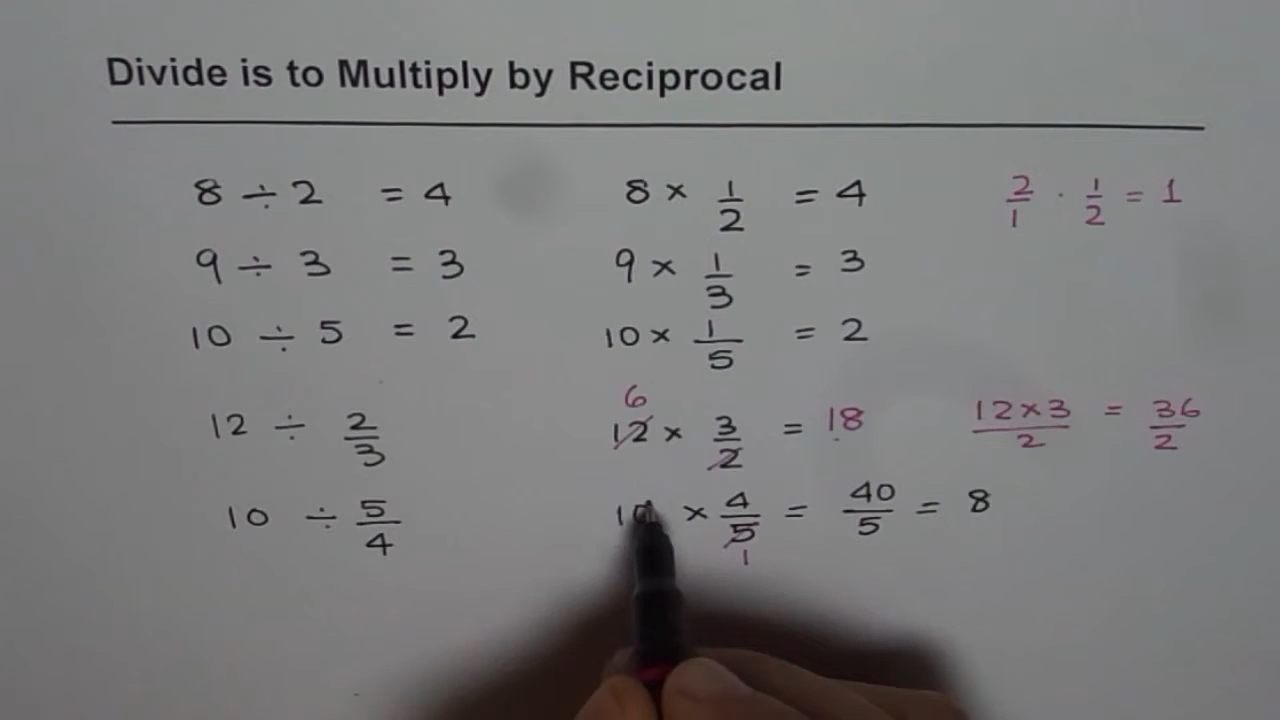 Divide is to Multiply by Reciprocal
8 ÷ 2 = 4 8 × 1/2 = 4 2/1 · 1/2 = 1
9 ÷ 3 = 3 9 × 1/3 = 3
10 ÷ 5 = 2 10 × 1/5 = 2
6
12 ÷ 2/3 12 × 3/2 = 18 12×3/2 = 36/2
10 ÷ 5/4 10 × 4/5 = 40/5 = 8
1